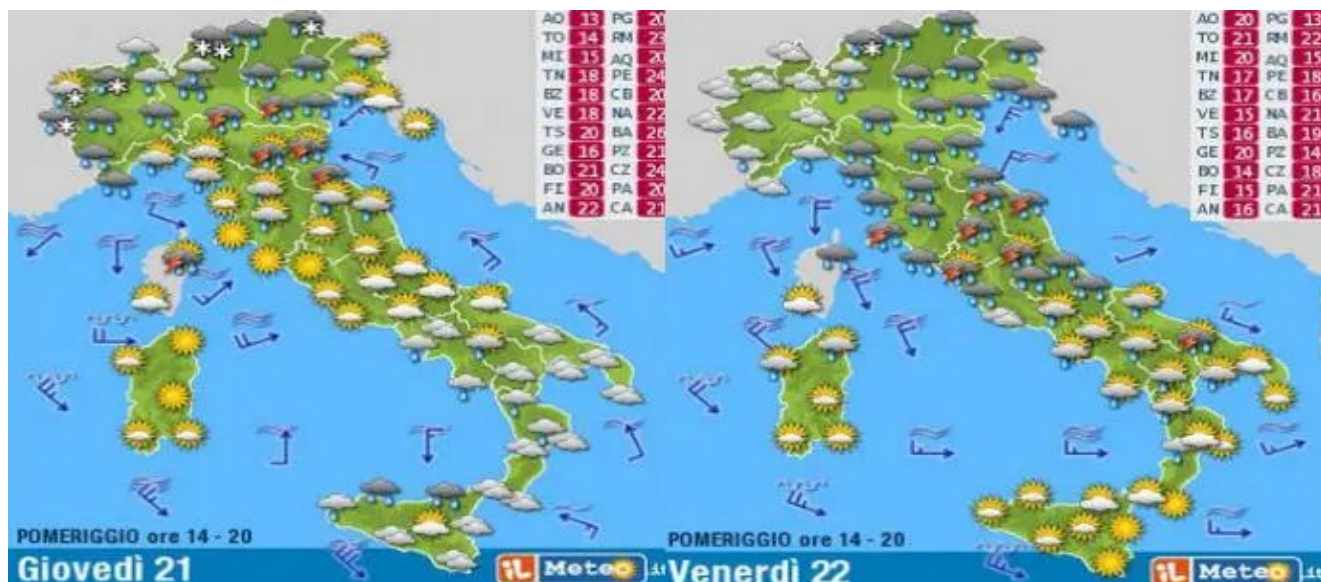 AO 13 PG 20
TO 14 RM 23
MI 15 AQ 20
TN 18 PE 24
BZ 18 CB 20
VE 18 NA 22
TS 20 BA 26
GE 16 PZ 21
BO 21 CZ 24
FI 20 PA 20
AN 22 CA 21
POMERIGGIO ore 14 - 20
Giovedì 21
iL Meteo .it
AO 20 PG 13
TO 21 RM 22
MI 20 AQ 15
TN 17 PE 18
BZ 17 CB 16
VE 15 NA 21
TS 16 BA 19
GE 20 PZ 14
BO 14 CZ 18
FI 15 PA 21
AN 16 CA 21
POMERIGGIO ore 14 - 20
Venerdì 22
iL Meteo .it